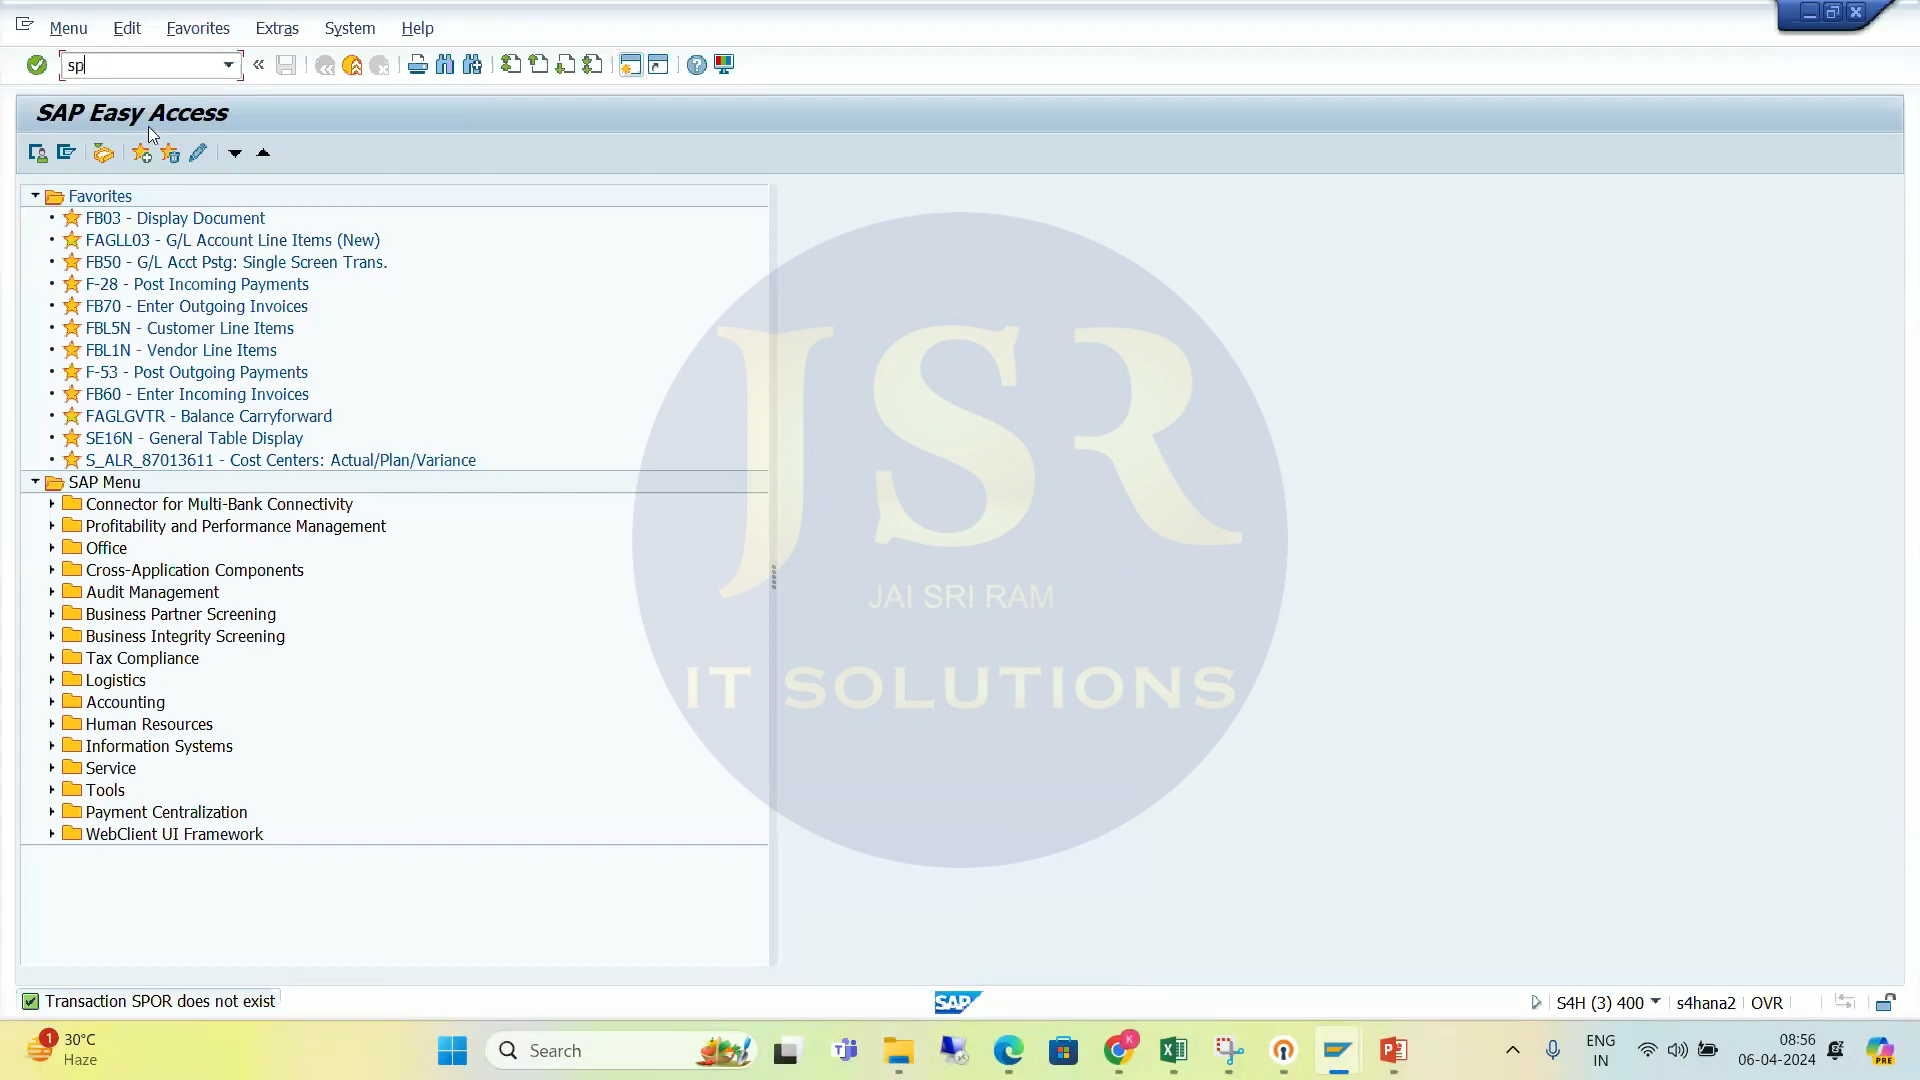 Menu Edit Favorites Extras System Help
sp
SAP Easy Access
Favorites
FB03 - Display Document
FAGLL03 - G/L Account Line Items (New)
FB50 - G/L Acct Pstg: Single Screen Trans.
F-28 - Post Incoming Payments
FB70 - Enter Outgoing Invoices
FBL5N - Customer Line Items
FBL1N - Vendor Line Items
F-53 - Post Outgoing Payments
FB60 - Enter Incoming Invoices
FAGLGVTR - Balance Carryforward
SE16N - General Table Display
S_ALR_87013611 - Cost Centers: Actual/Plan/Variance
SAP Menu
Connector for Multi-Bank Connectivity
Profitability and Performance Management
Office
Cross-Application Components
Audit Management
Business Partner Screening
Business Integrity Screening
Tax Compliance
Logistics
Accounting
Human Resources
Information Systems
Service
Tools
Payment Centralization
WebClient UI Framework
JSR
JAI SRI RAM
IT SOLUTIONS
Transaction SPOR does not exist
SAP
S4H (3) 400 s4hana2 OVR
1
30°C
Haze
Search
K
ENG
IN
08:56
06-04-2024
PRE